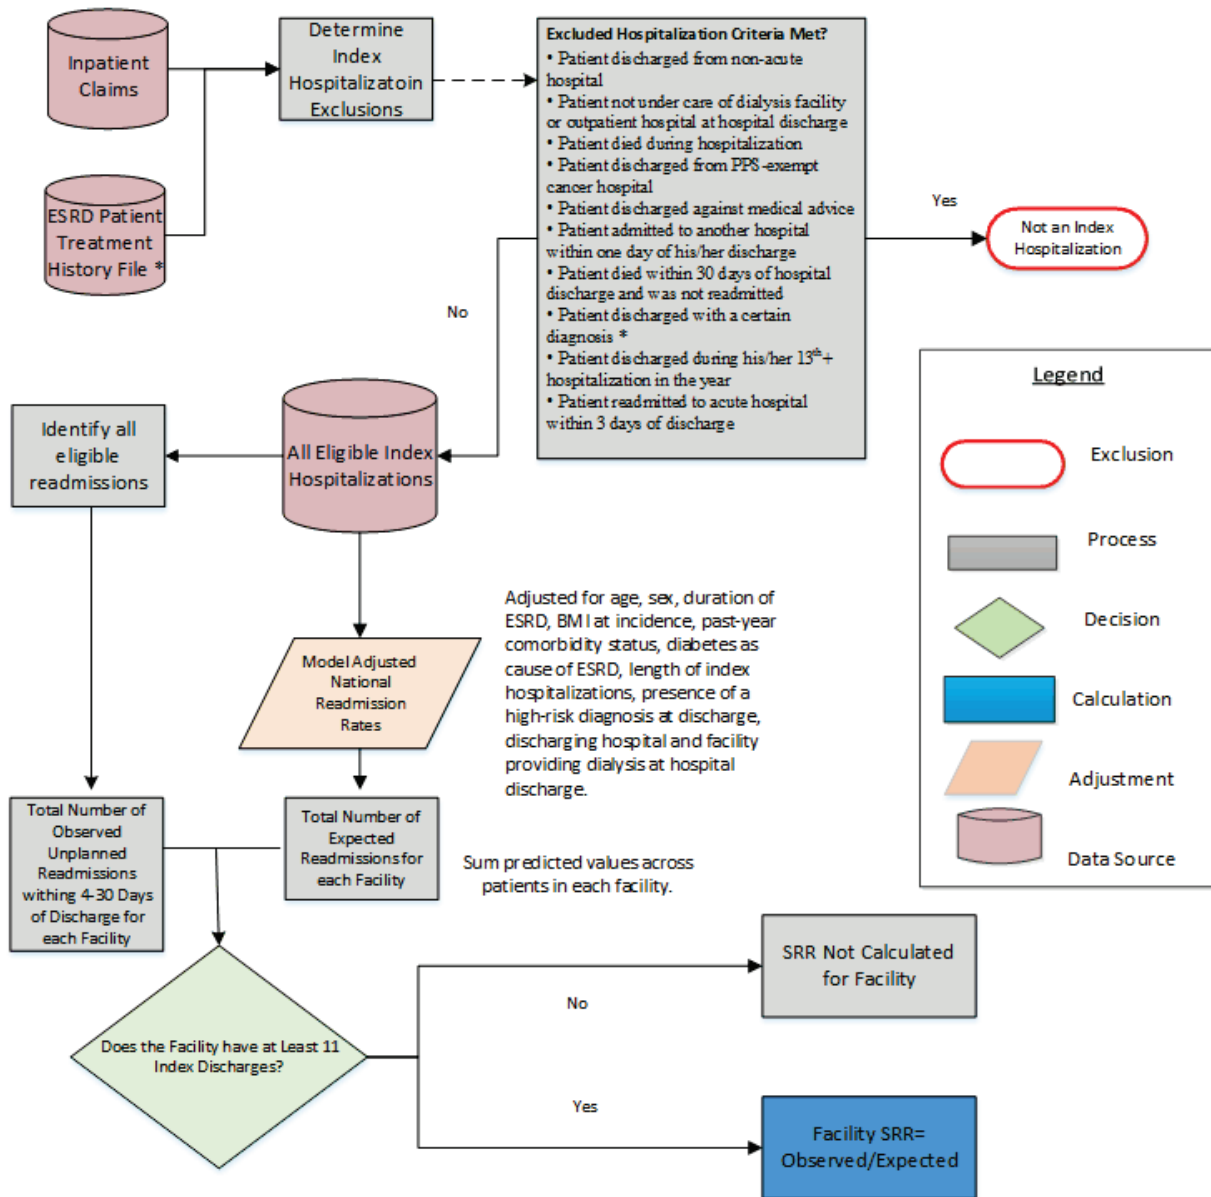 Inpatient
Claims
Determine
Index
Hospitalizatoin
Exclusions
Excluded Hospitalization Criteria Met?
• Patient discharged from non-acute
hospital
• Patient not under care of dialysis facility
or outpatient hospital at hospital discharge
• Patient died during hospitalization
• Patient discharged from PPS-exempt
cancer hospital
• Patient discharged against medical advice
• Patient admitted to another hospital
within one day of his/her discharge
• Patient died within 30 days of hospital
discharge and was not readmitted
• Patient discharged with a certain
diagnosis *
• Patient discharged during his/her 13th+
hospitalization in the year
• Patient readmitted to acute hospital
within 3 days of discharge
Yes
Not an Index
Hospitalization
ESRD Patient
Treatment
History File *
No
Identify all
eligible
readmissions
All Eligible Index
Hospitalizations
Legend
Exclusion
Process
Decision
Calculation
Adjustment
Data Source
Model Adjusted
National
Readmission
Rates
Adjusted for age, sex, duration of
ESRD, BMI at incidence, past-year
comorbidity status, diabetes as
cause of ESRD, length of index
hospitalizations, presence of a
high-risk diagnosis at discharge,
discharging hospital and facility
providing dialysis at hospital
discharge.
Total Number of
Observed
Unplanned
Readmissions
withing 4-30 Days
of Discharge for
each Facility
Total Number of
Expected
Readmissions for
each Facility
Sum predicted values across
patients in each facility.
Does the Facility have at Least 11
Index Discharges?
No
SRR Not Calculated
for Facility
Yes
Facility SRR=
Observed/Expected